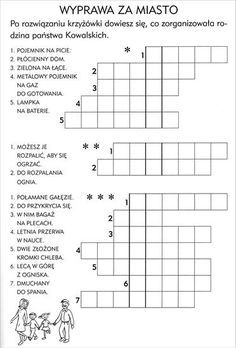 WYPRAWA ZA MIASTO
Po rozwiązaniu krzyżówki dowiesz się, co zorganizowała ro-
dzina państwa Kowalskich.
*
1. POJEMNIK NA PICIE:
2. PŁÓCIENNY DOM.
3. ZIELONA NA ŁĄCE.
4. METALOWY POJEMNIK
NA GAZ
DO GOTOWANIA.
5. LAMPKA
NA BATERIE.
1
2
3
4
5
* *
1. MOŻESZ JE
ROZPALIĆ, ABY SIĘ
OGRZAĆ.
2. DO ROZPALANIA
OGNIA.
1
2
* * *
1. POŁAMANE GAŁĘZIE.
2. DO PRZYKRYCIA SIĘ.
3. W NIM BAGAŻ
NA PLECACH.
4. LETNIA PRZERWA
W NAUCE.
5. DWIE ZŁOŻONE
KROMKI CHLEBA.
6. LECĄ W GÓRĘ
Z OGNISKA.
7. DMUCHANY
DO SPANIA.
1
2
3
4
5
6
7